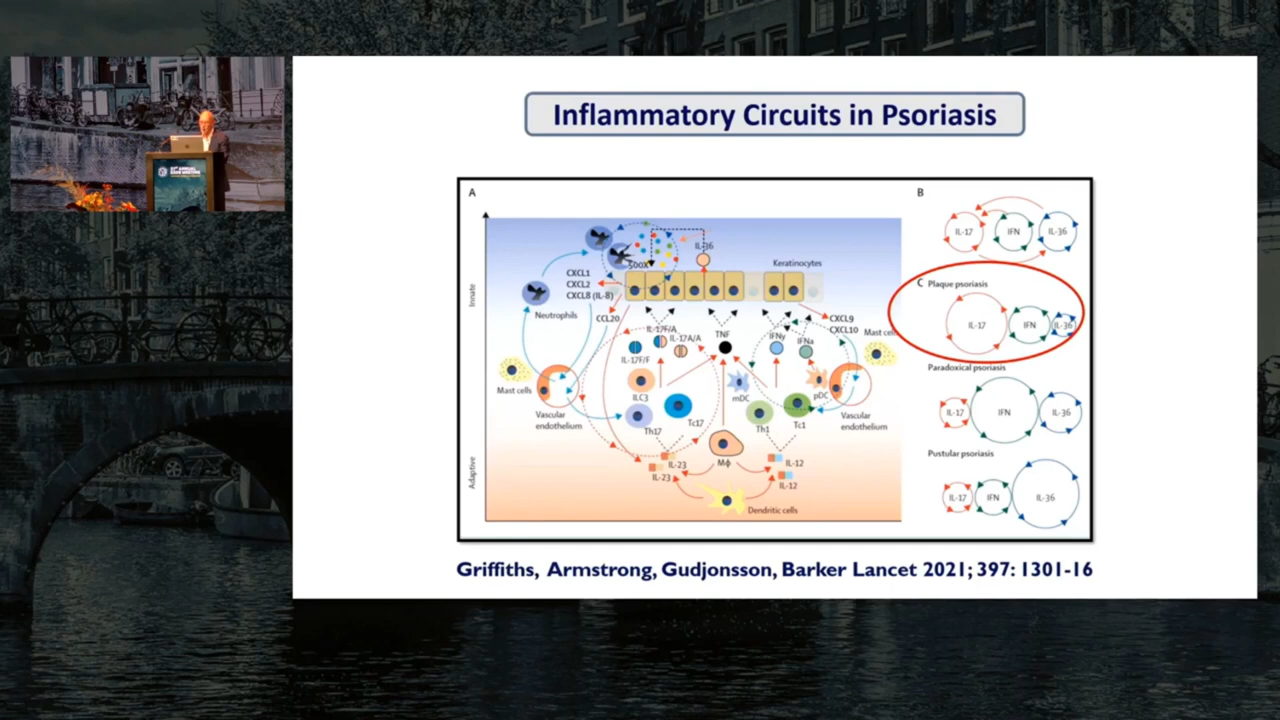 Inflammatory Circuits in Psoriasis
A
B
Innate
Adaptive
IL-36
500X
Keratinocytes
CXCL1
CXCL2
CXCL8 (IL-8)
Neutrophils
CCL20
CXCL9
CXCL10
IL-17F/A
IL-17A/A
IL-17F/F
TNF
IFNγ
IFNα
Mast cells
Mast cells
ILC3
mDC
pDC
Vascular
endothelium
Th17
Tc17
Th1
Tc1
Vascular
endothelium
Mϕ
IL-23
IL-23
IL-12
IL-12
Dendritic cells
IL-17
IFN
IL-36
C Plaque psoriasis
IL-17
IFN
IL-36
Paradoxical psoriasis
IL-17
IFN
IL-36
Pustular psoriasis
IL-17
IFN
IL-36
Griffiths, Armstrong, Gudjonsson, Barker Lancet 2021; 397: 1301-16